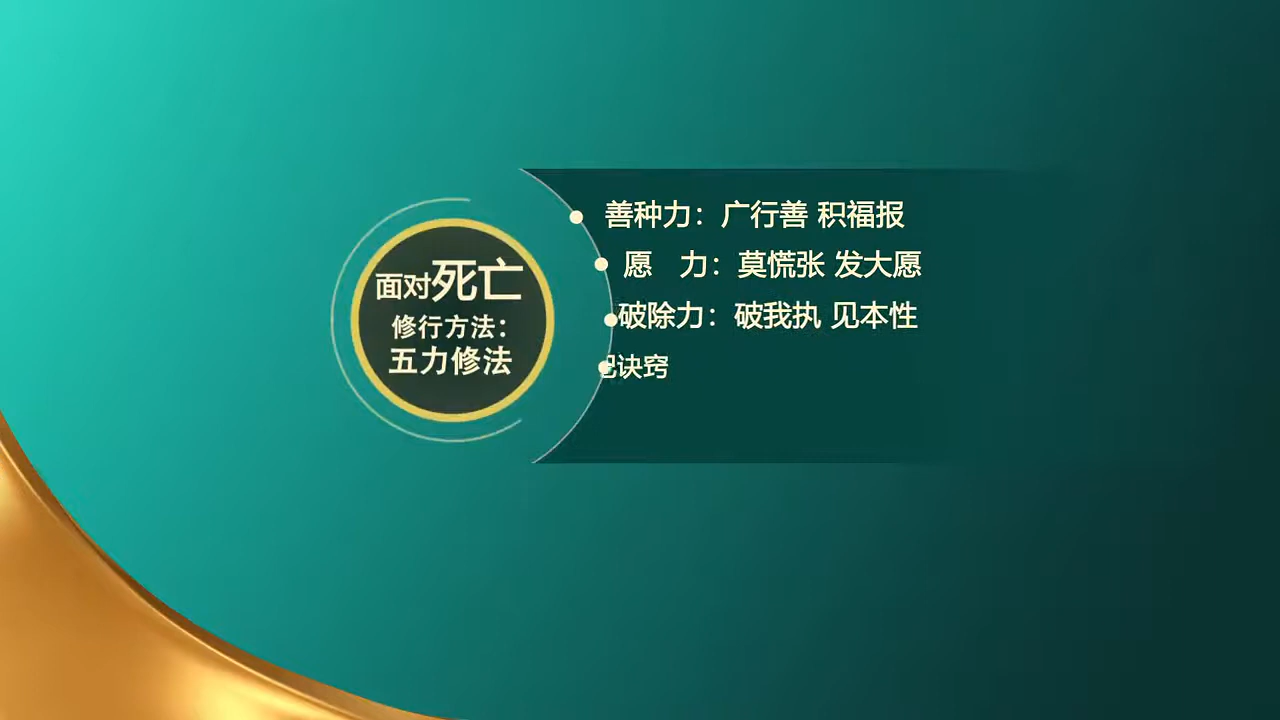 面对死亡
修行方法：
五力修法
善种力：广行善 积福报
愿 力：莫慌张 发大愿
破除力：破我执 见本性
诀窍